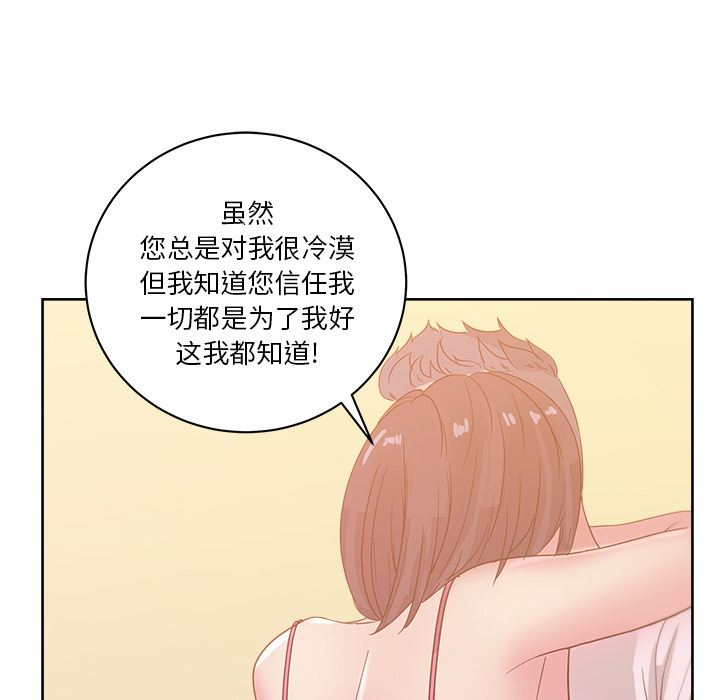 虽然
您总是对我很冷漠
但我知道您信任我
一切都是为了我好
这我都知道!